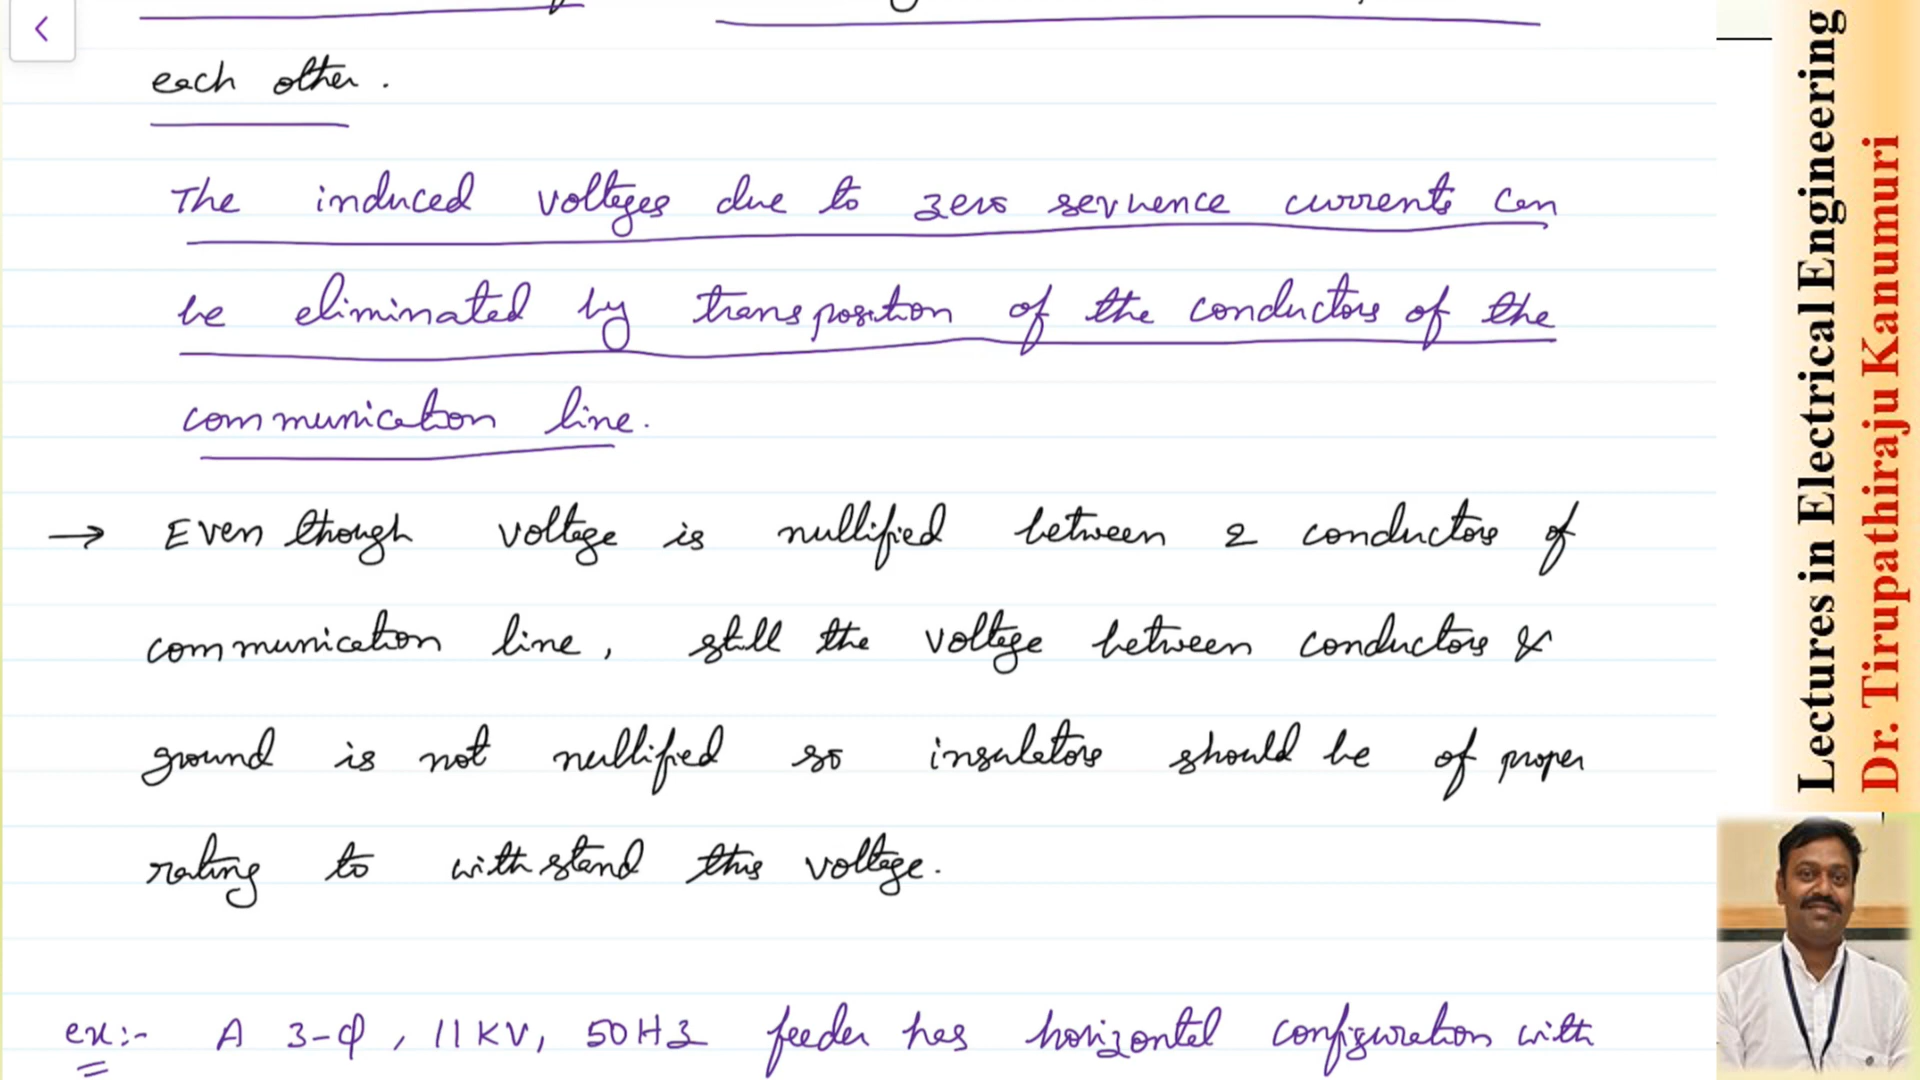 each other.
The induced voltages due to zero sequence currents can
be eliminated by transposition of the conductors of the
communication line.
→ Even though voltage is nullified between 2 conductors of
communication line, still the voltage between conductors &
ground is not nullified so insulators should be of proper
rating to withstand this voltage.
ex:- A 3-φ, 11KV, 50Hz feeder has horizontal configuration with
Lectures in Electrical Engineering
Dr. Tirupathiraju Kanumuri